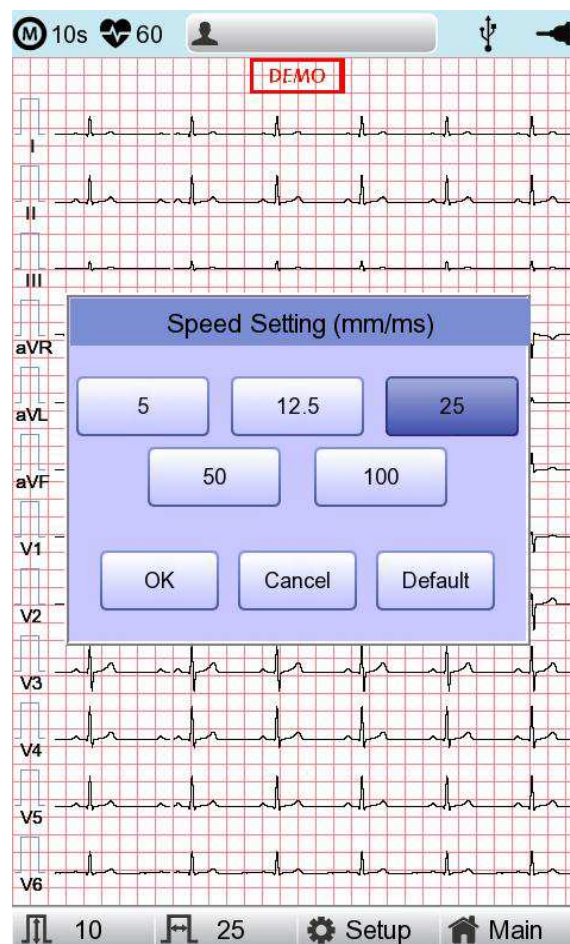 M 10s 60
DEMO
I
II
III
Speed Setting (mm/ms)
aVR
5 12.5 25
aVL
50 100
aVF
V1
OK Cancel Default
V2
V3
V4
V5
V6
10 25 Setup Main